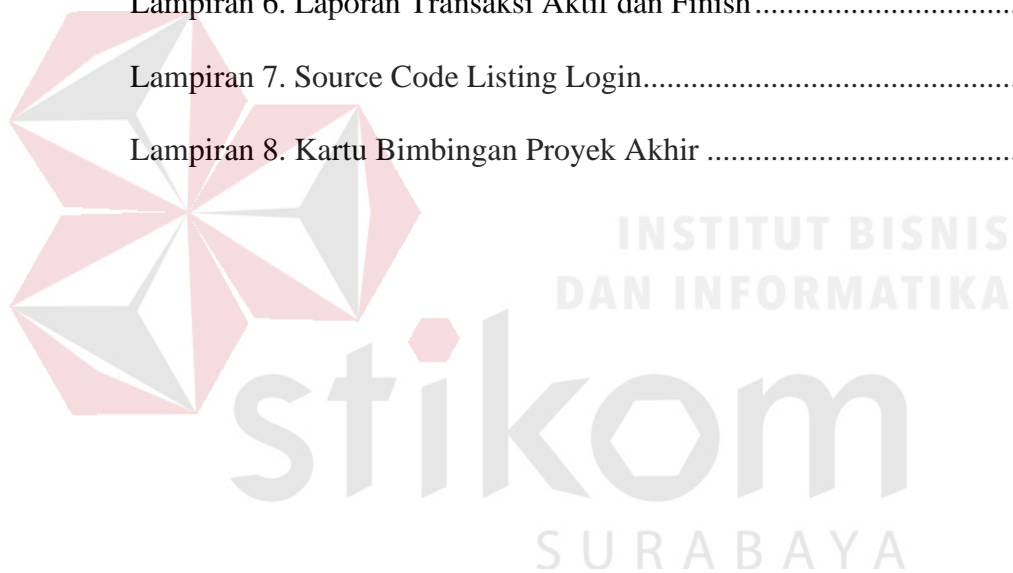 Lampiran 6. Laporan Transaksi Aktif dan Finish.................................
Lampiran 7. Source Code Listing Login.............................................
Lampiran 8. Kartu Bimbingan Proyek Akhir ......................................
INSTITUT BISNIS
DAN INFORMATIKA
stikom
SURABAYA